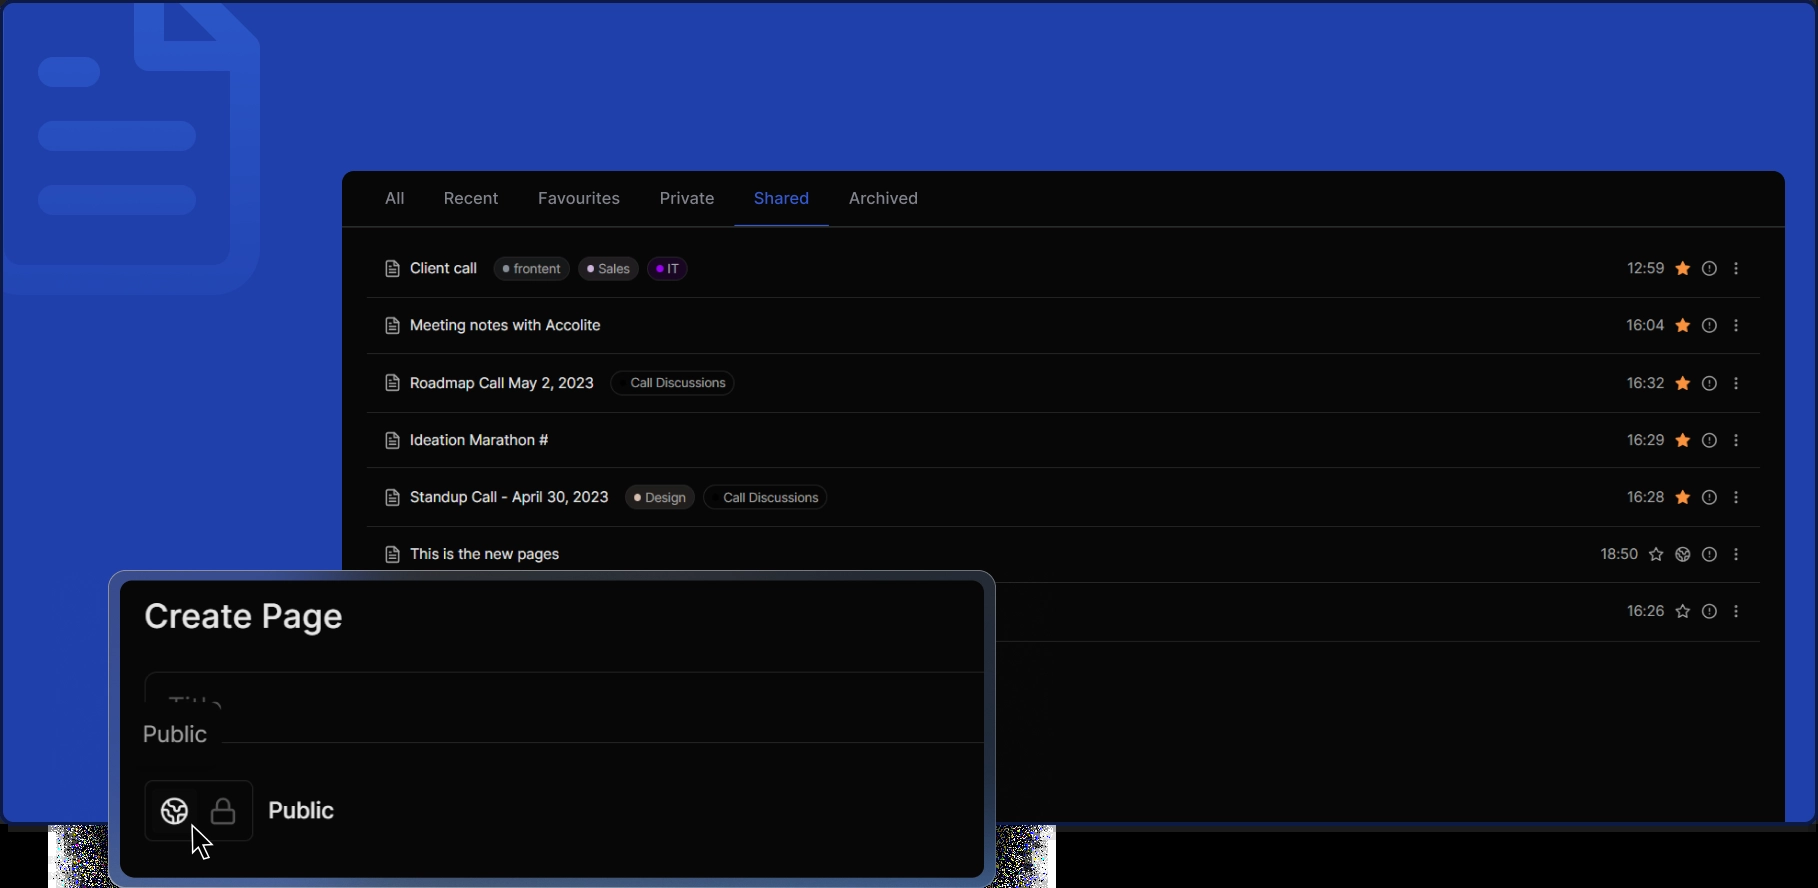 All Recent Favourites Private Shared Archived
Client call frontent Sales IT 12:59
Meeting notes with Accolite 16:04
Roadmap Call May 2, 2023 Call Discussions 16:32
Ideation Marathon # 16:29
Standup Call - April 30, 2023 Design Call Discussions 16:28
This is the new pages 18:50
16:26
Create Page
Public
Public